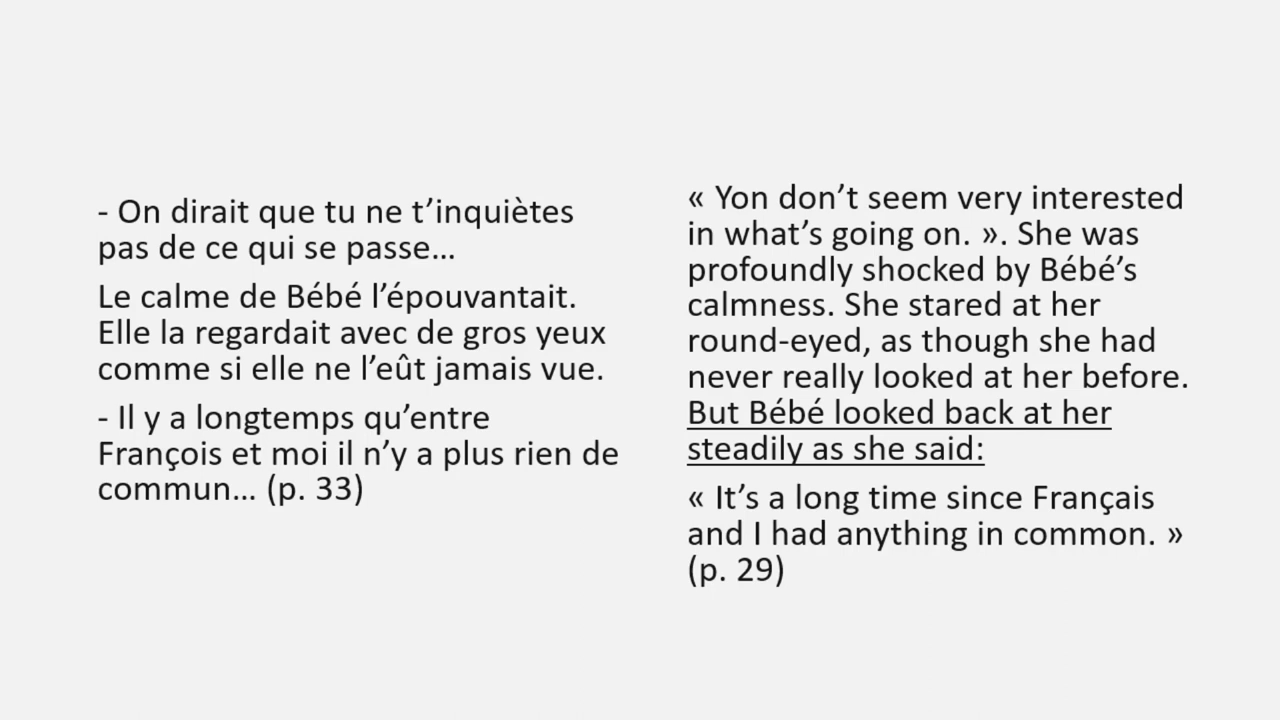 - On dirait que tu ne t’inquiètes
pas de ce qui se passe…
Le calme de Bébé l’épouvantait.
Elle la regardait avec de gros yeux
comme si elle ne l’eût jamais vue.
- Il y a longtemps qu’entre
François et moi il n’y a plus rien de
commun… (p. 33)
« Yon don’t seem very interested
in what’s going on. ». She was
profoundly shocked by Bébé’s
calmness. She stared at her
round-eyed, as though she had
never really looked at her before.
But Bébé looked back at her
steadily as she said:
« It’s a long time since Français
and I had anything in common. »
(p. 29)